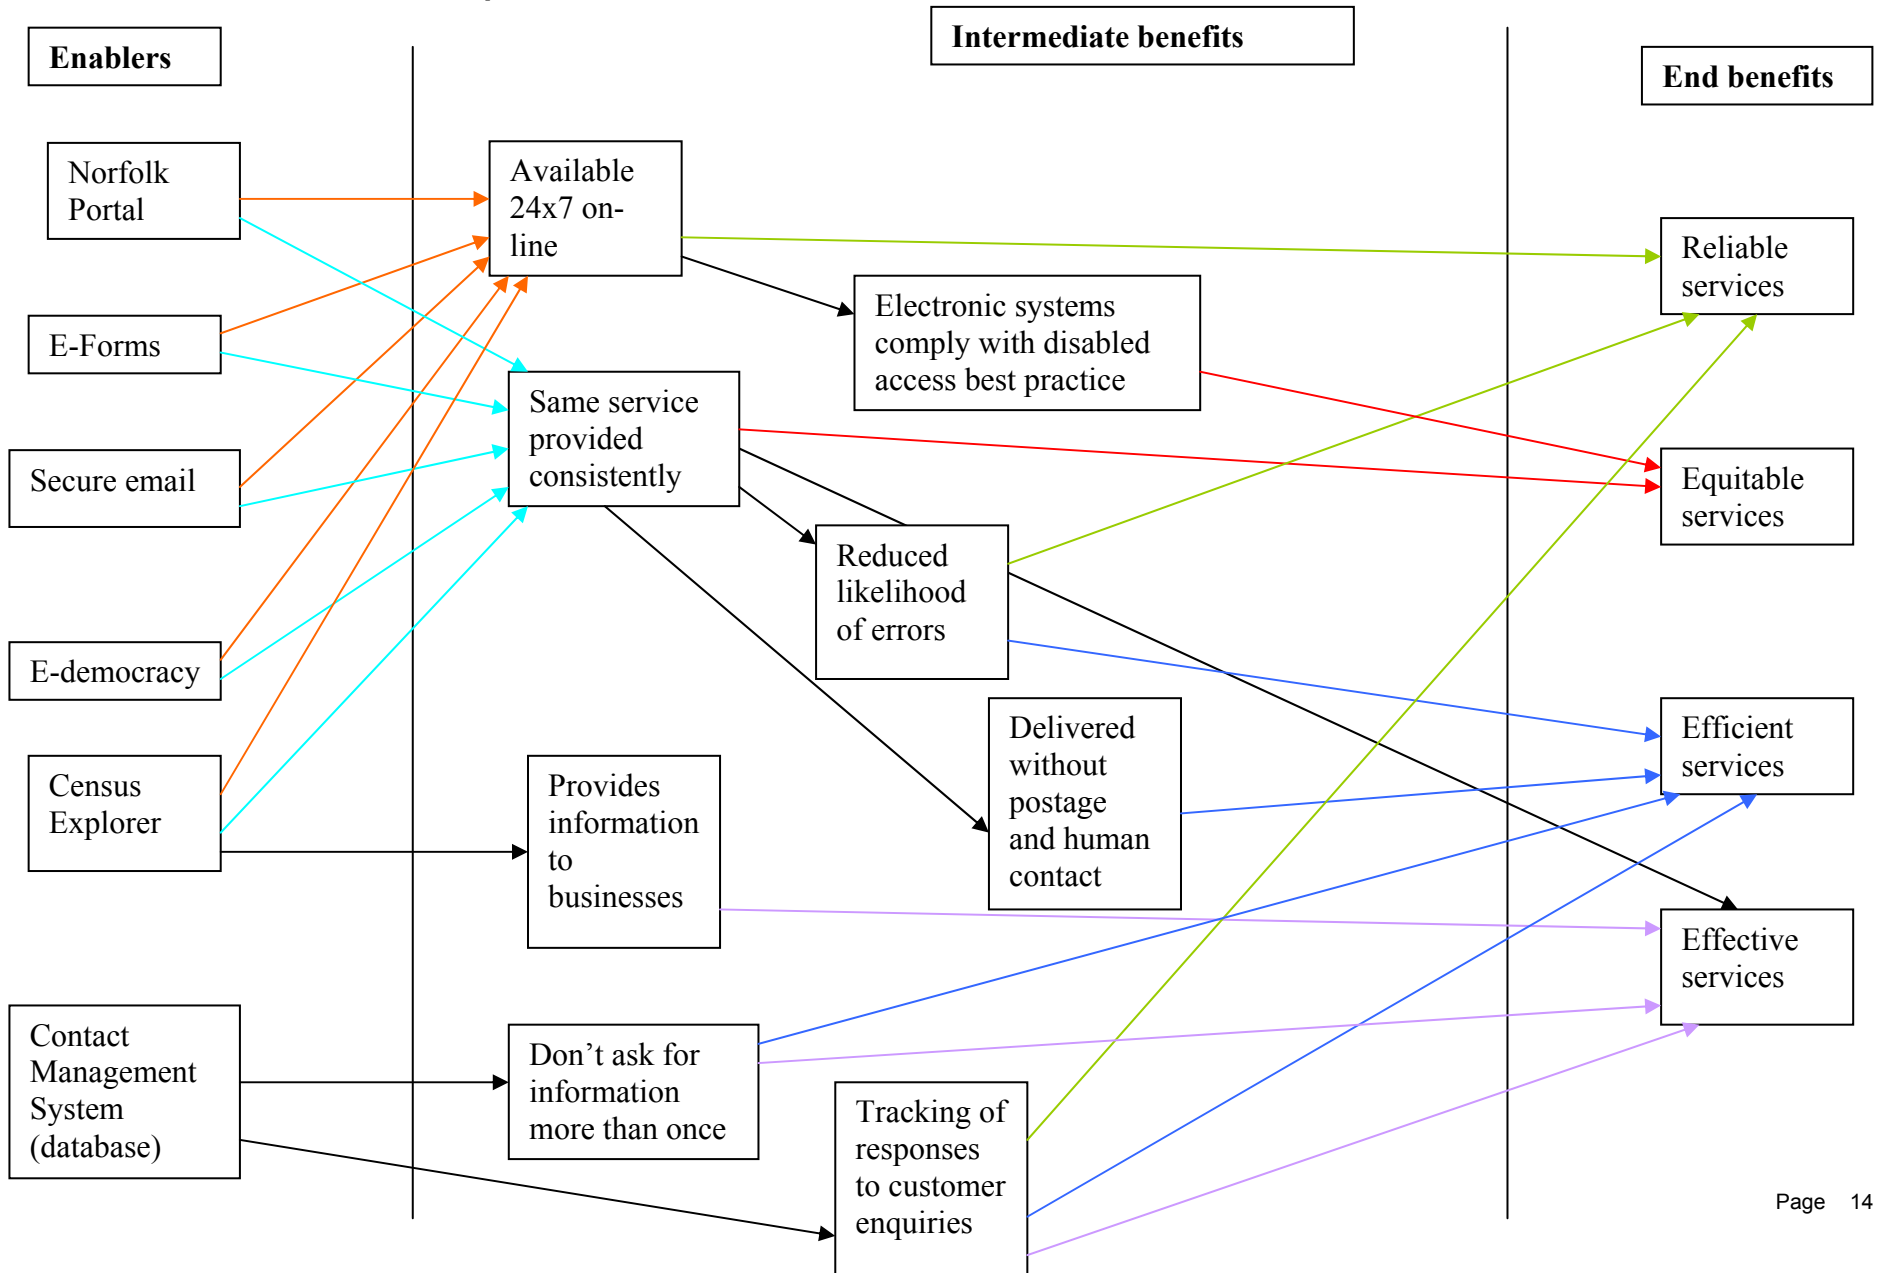 Enablers
Intermediate benefits
End benefits
Norfolk
Portal
E-Forms
Secure email
E-democracy
Census
Explorer
Contact
Management
System
(database)
Available
24x7 on-
line
Same service
provided
consistently
Provides
information
to
businesses
Don’t ask for
information
more than once
Electronic systems
comply with disabled
access best practice
Reduced
likelihood
of errors
Delivered
without
postage
and human
contact
Tracking of
responses
to customer
enquiries
Reliable
services
Equitable
services
Efficient
services
Effective
services
Page 14